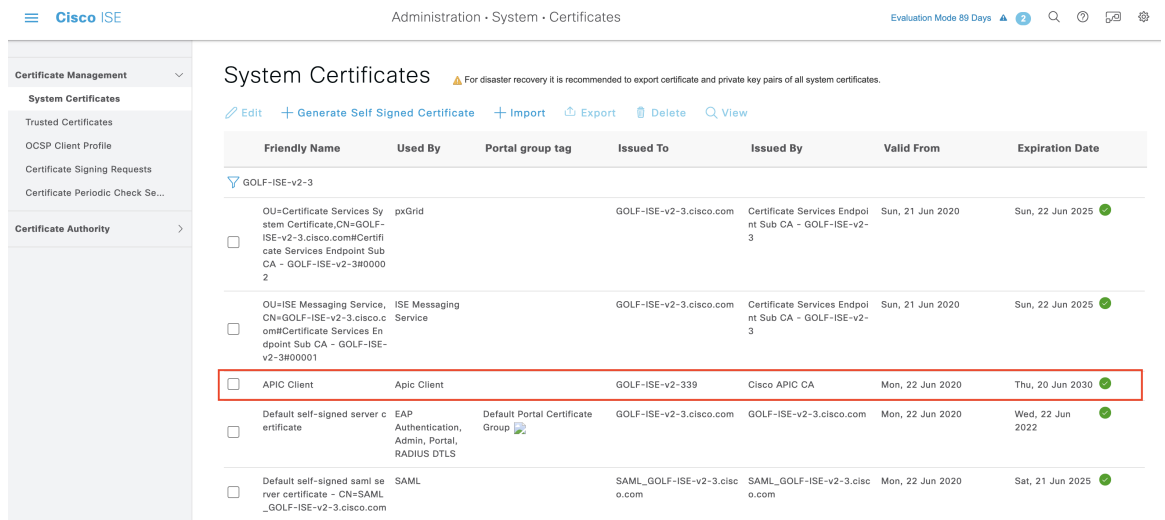 Cisco ISE
Administration · System · Certificates
Evaluation Mode 89 Days
2
Certificate Management
System Certificates
Trusted Certificates
OCSP Client Profile
Certificate Signing Requests
Certificate Periodic Check Se...
Certificate Authority
System Certificates
For disaster recovery it is recommended to export certificate and private key pairs of all system certificates.
Edit
Generate Self Signed Certificate
Import
Export
Delete
View
Friendly Name Used By Portal group tag Issued To Issued By Valid From Expiration Date
GOLF-ISE-v2-3
OU=Certificate Services Sy
stem Certificate,CN=GOLF-
ISE-v2-3.cisco.com#Certifi
cate Services Endpoint Sub
CA - GOLF-ISE-v2-3#0000
2
pxGrid
GOLF-ISE-v2-3.cisco.com
Certificate Services Endpoi
nt Sub CA - GOLF-ISE-v2-
3
Sun, 21 Jun 2020
Sun, 22 Jun 2025
OU=ISE Messaging Service,
CN=GOLF-ISE-v2-3.cisco.c
om#Certificate Services En
dpoint Sub CA - GOLF-ISE-
v2-3#00001
ISE Messaging
Service
GOLF-ISE-v2-3.cisco.com
Certificate Services Endpoi
nt Sub CA - GOLF-ISE-v2-
3
Sun, 21 Jun 2020
Sun, 22 Jun 2025
APIC Client
Apic Client
GOLF-ISE-v2-339
Cisco APIC CA
Mon, 22 Jun 2020
Thu, 20 Jun 2030
Default self-signed server c
ertificate
EAP
Authentication,
Admin, Portal,
RADIUS DTLS
Default Portal Certificate
Group
GOLF-ISE-v2-3.cisco.com
GOLF-ISE-v2-3.cisco.com
Mon, 22 Jun 2020
Wed, 22 Jun
2022
Default self-signed saml se
rver certificate - CN=SAML
_GOLF-ISE-v2-3.cisco.com
SAML
SAML_GOLF-ISE-v2-3.cisc
o.com
SAML_GOLF-ISE-v2-3.cisc
o.com
Mon, 22 Jun 2020
Sat, 21 Jun 2025